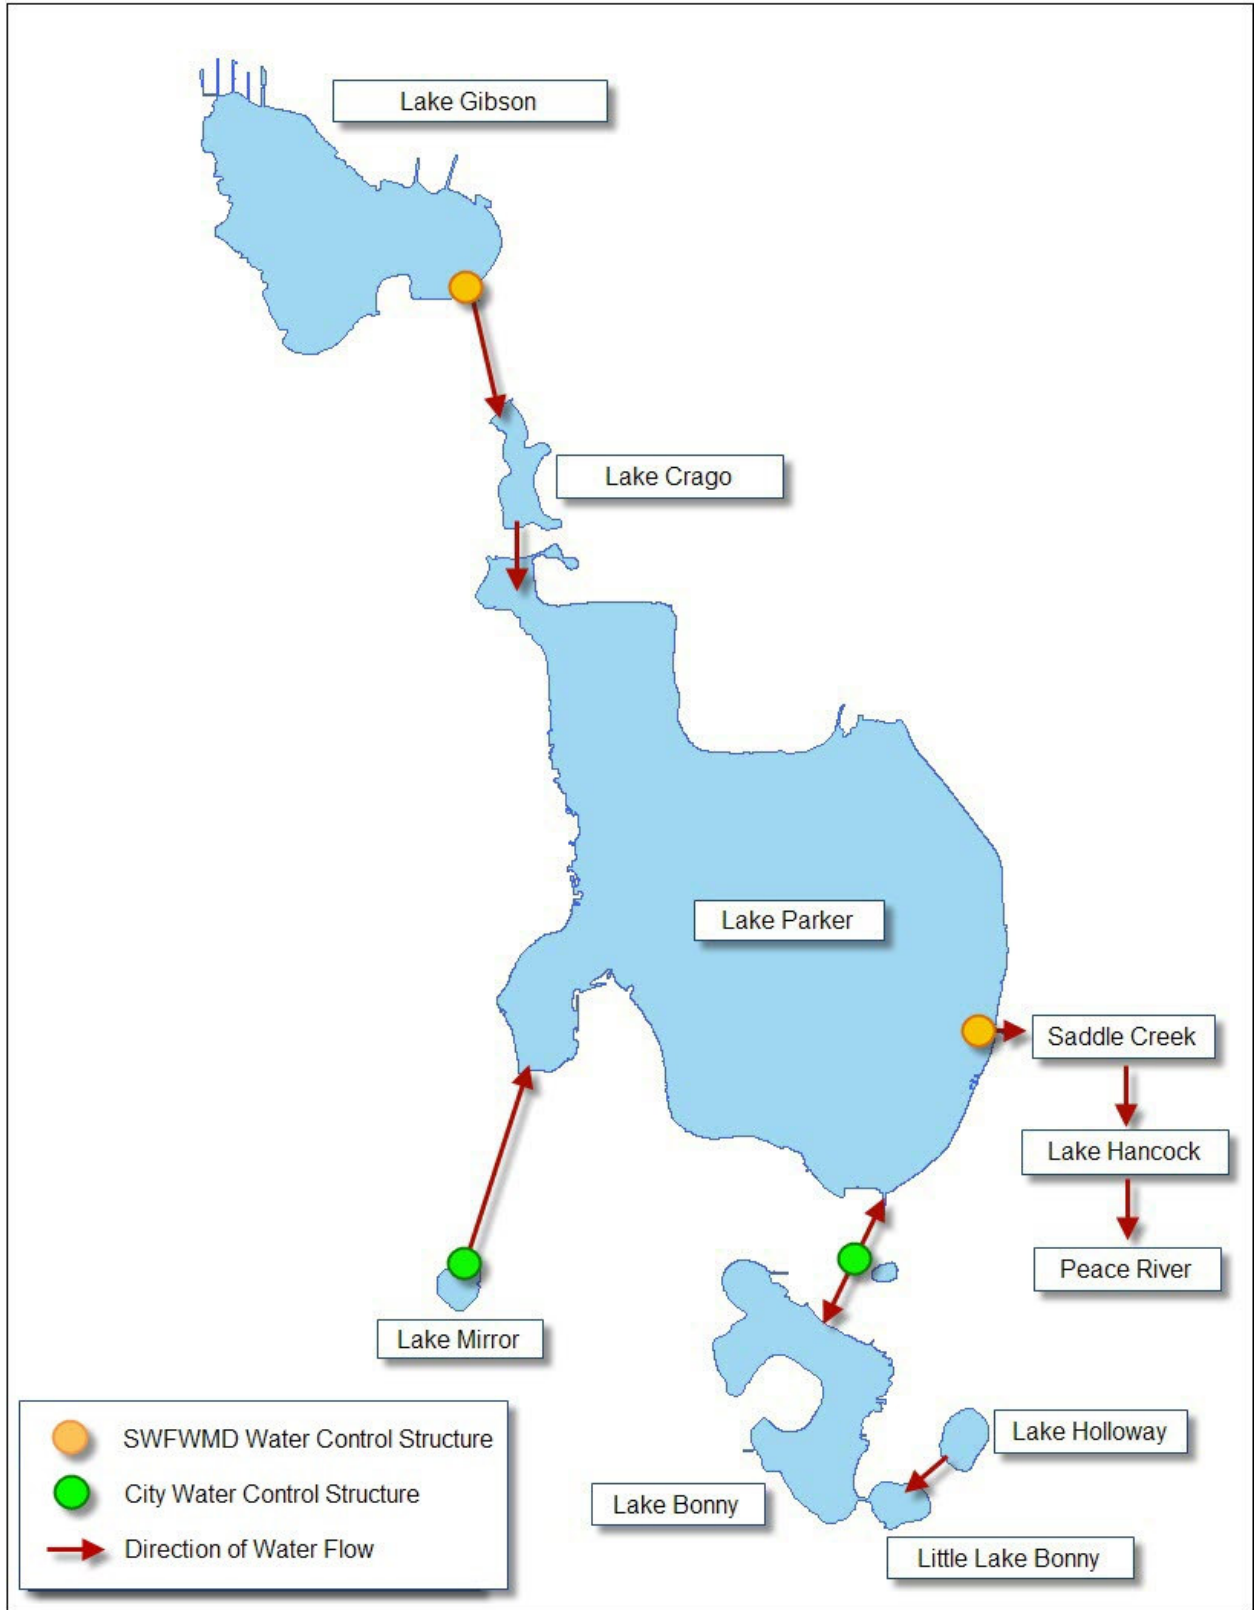 Lake Gibson
Lake Crago
Lake Parker
Saddle Creek
Lake Hancock
Peace River
Lake Mirror
Lake Holloway
Lake Bonny
Little Lake Bonny
SWFWMD Water Control Structure
City Water Control Structure
Direction of Water Flow